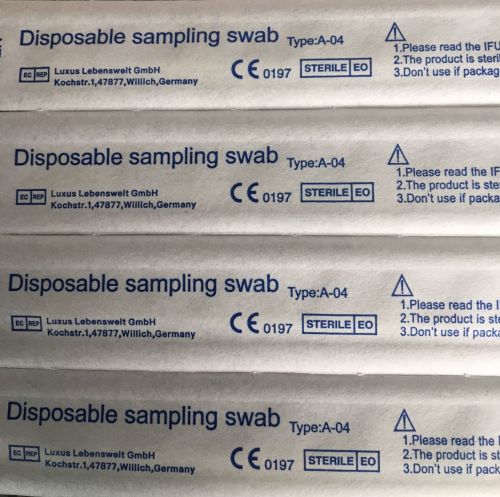 Disposable sampling swab Type:A-04
EC REP Luxus Lebenswelt GmbH
Kochstr.1,47877,Willich,Germany
CE 0197 STERILE EO
1.Please read the IFU
2.The product is steri
3.Don't use if packag
Disposable sampling swab Type:A-04
EC REP Luxus Lebenswelt GmbH
Kochstr.1,47877,Willich,Germany
CE 0197 STERILE EO
1.Please read the IF
2.The product is ste
3.Don't use if packa
Disposable sampling swab Type:A-04
EC REP Luxus Lebenswelt GmbH
Kochstr.1,47877,Willich,Germany
CE 0197 STERILE EO
1.Please read the I
2.The product is ste
3.Don't use if packa
Disposable sampling swab Type:A-04
EC REP Luxus Lebenswelt GmbH
Kochstr.1,47877,Willich,Germany
CE 0197 STERILE EO
1.Please read the
2.The product is ste
3.Don't use if pack